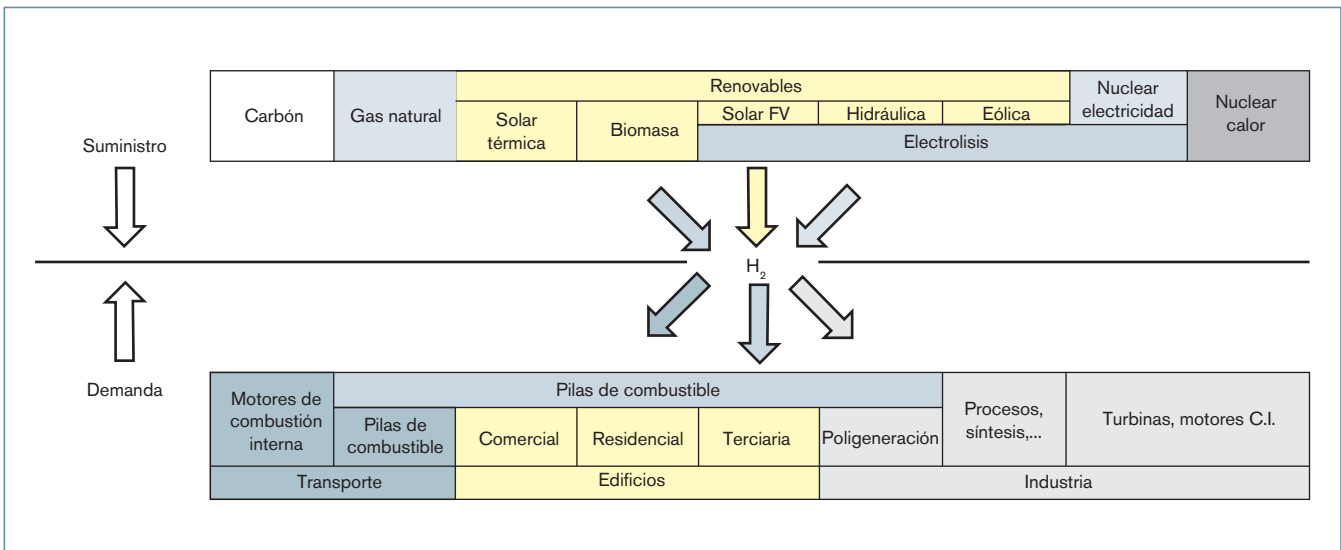 Suministro
Carbón
Gas natural
Renovables
Solar
térmica
Biomasa
Solar FV
Hidráulica
Eólica
Electrolisis
Nuclear
electricidad
Nuclear
calor
H₂
Demanda
Motores de
combustión
interna
Pilas de combustible
Pilas de
combustible
Comercial
Residencial
Terciaria
Poligeneración
Procesos,
síntesis,...
Turbinas, motores C.I.
Transporte
Edificios
Industria